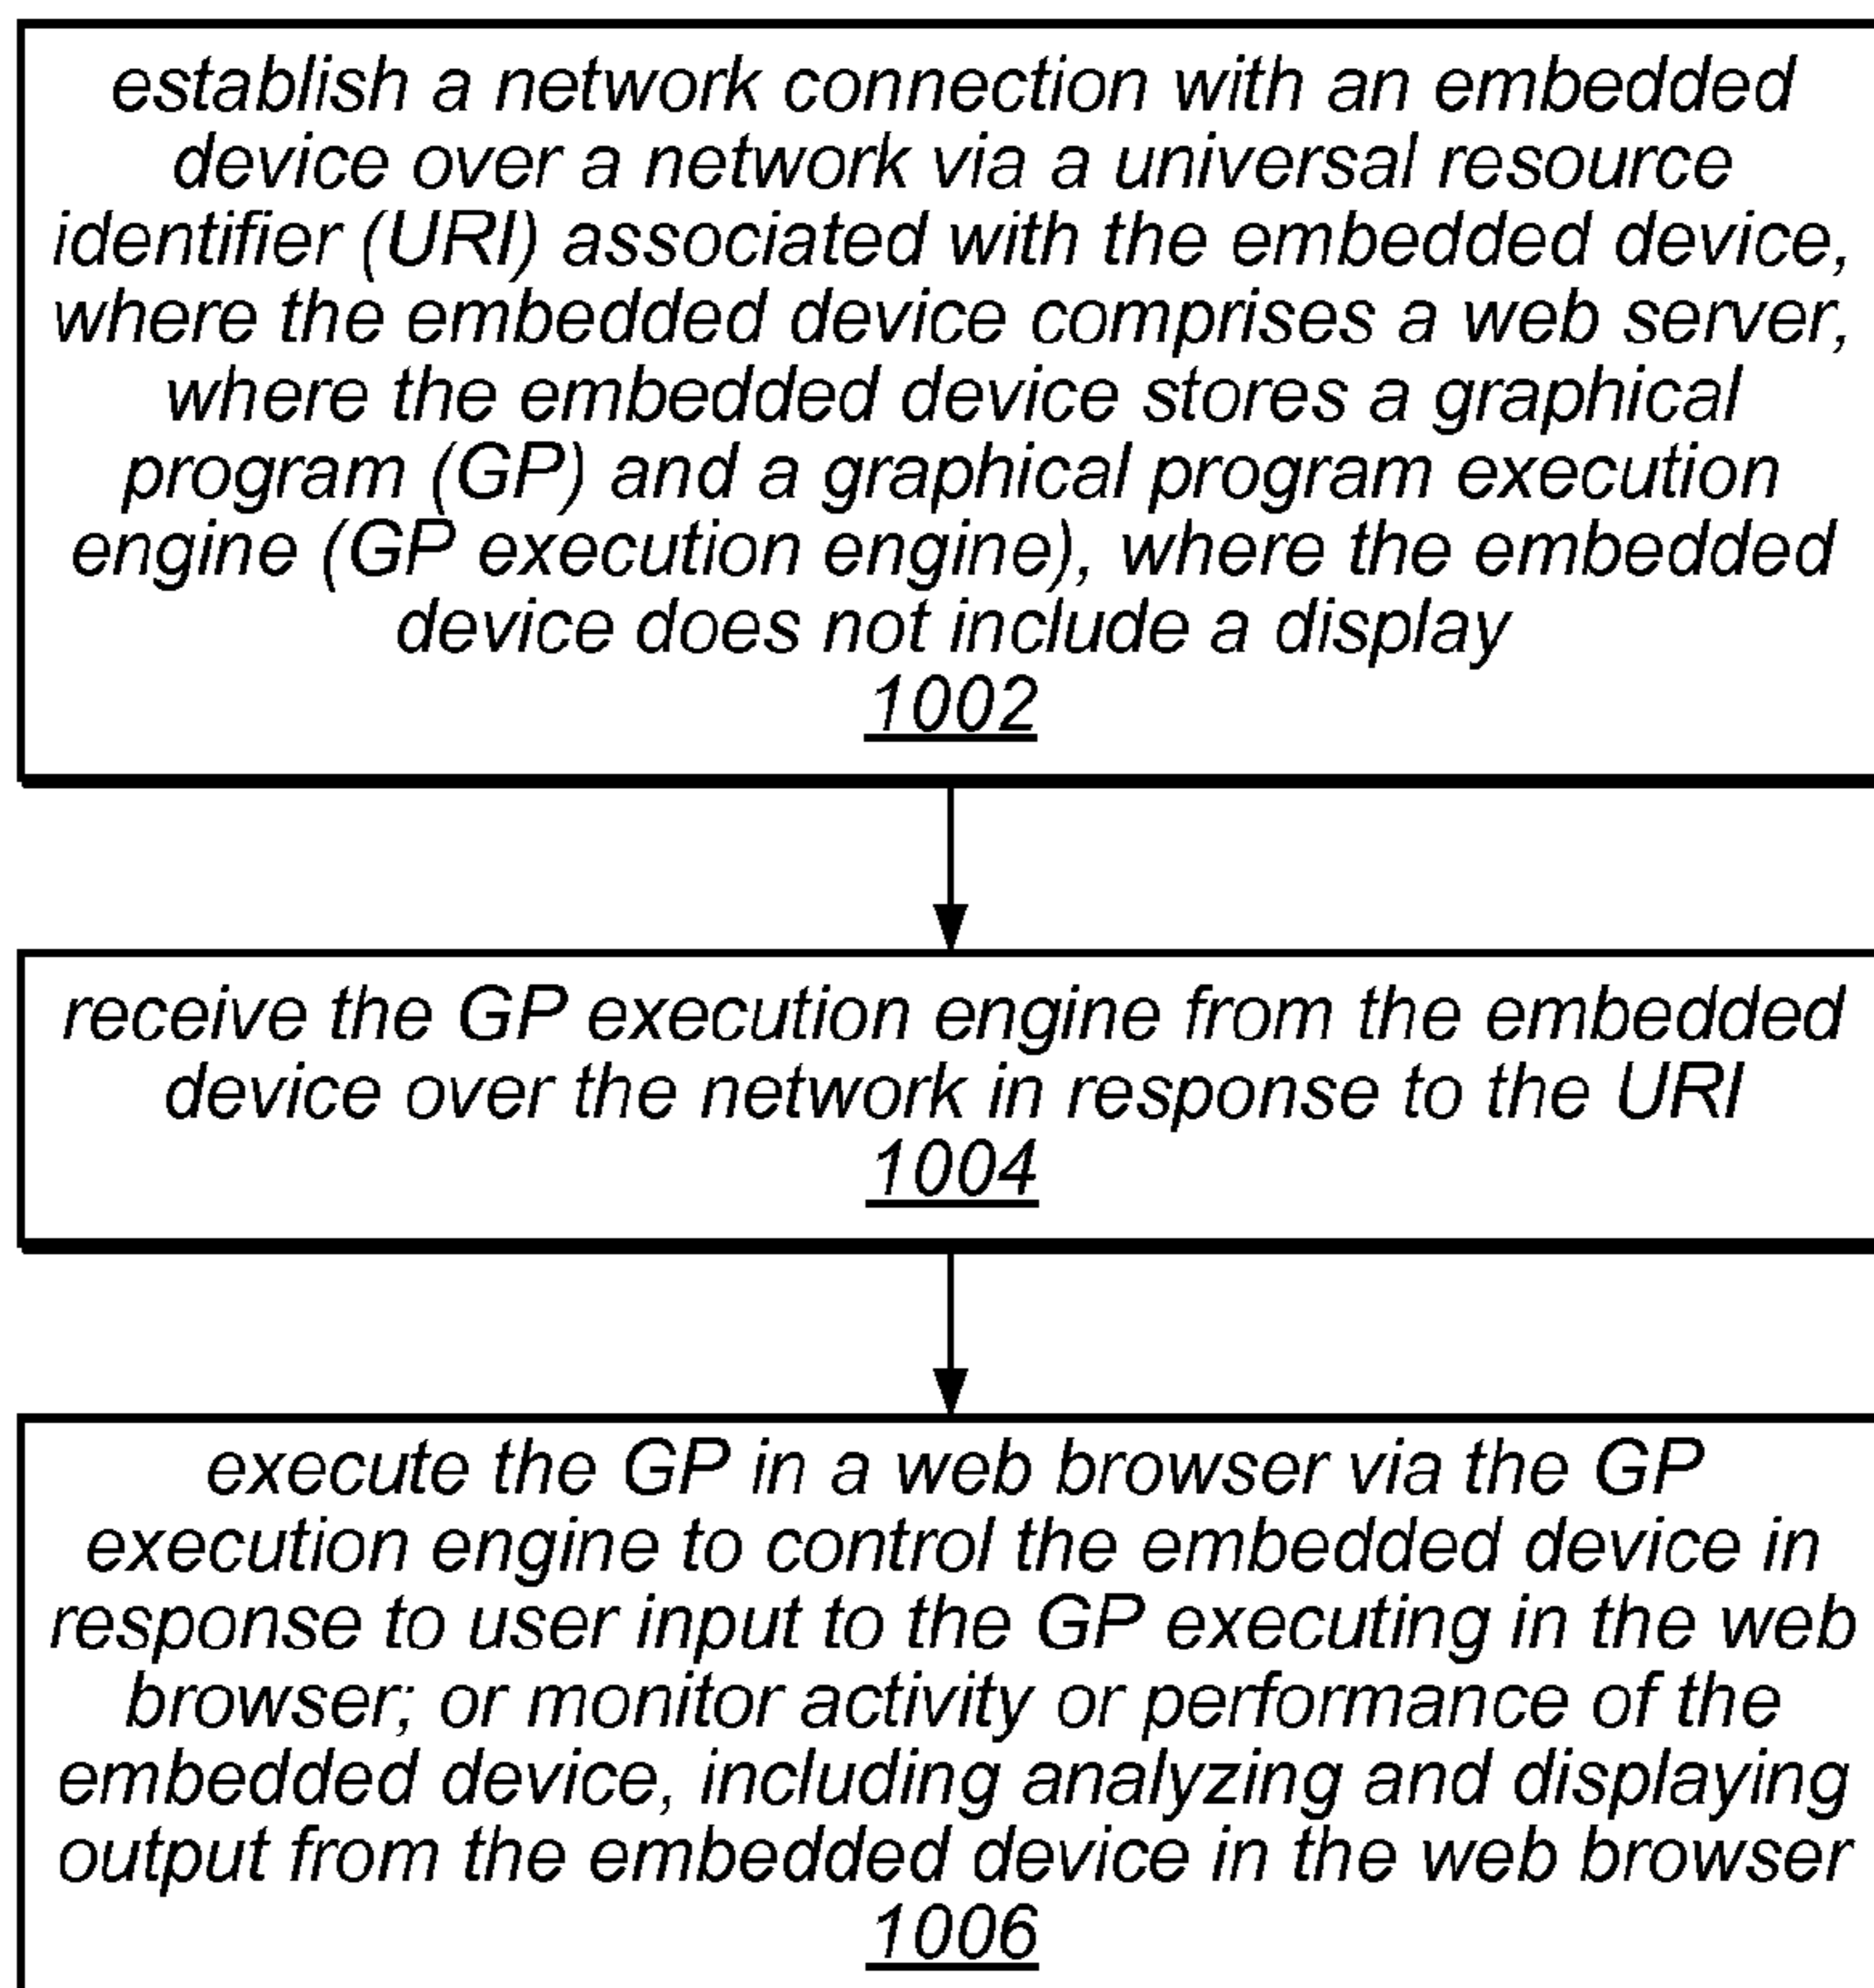 establish a network connection with an embedded
device over a network via a universal resource
identifier (URI) associated with the embedded device,
where the embedded device comprises a web server,
where the embedded device stores a graphical
program (GP) and a graphical program execution
engine (GP execution engine), where the embedded
device does not include a display
1002
receive the GP execution engine from the embedded
device over the network in response to the URI
1004
execute the GP in a web browser via the GP
execution engine to control the embedded device in
response to user input to the GP executing in the web
browser; or monitor activity or performance of the
embedded device, including analyzing and displaying
output from the embedded device in the web browser
1006